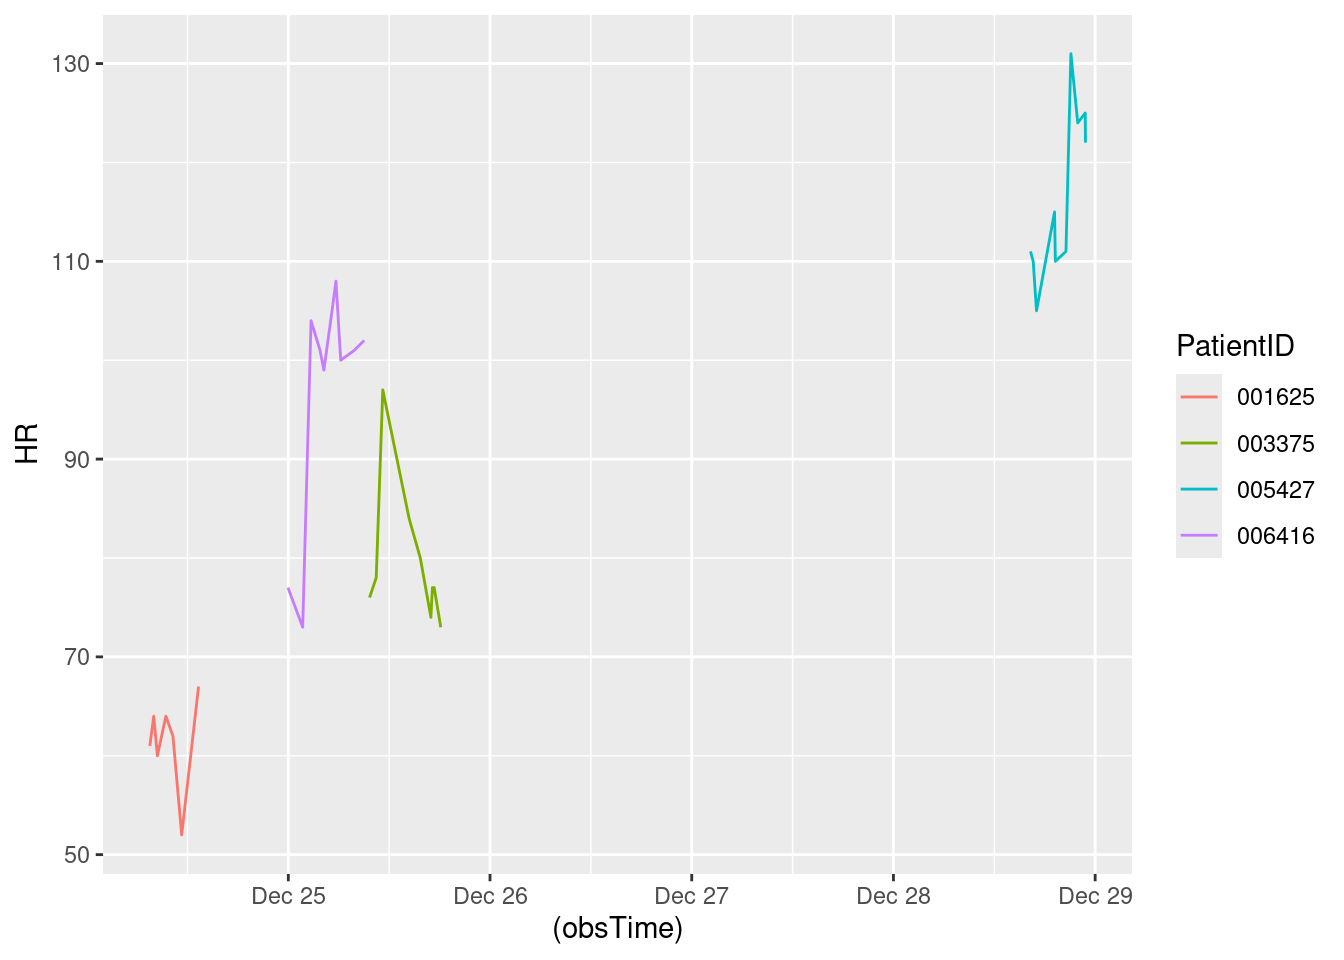 130
110
90
70
50
HR
Dec 25 Dec 26 Dec 27 Dec 28 Dec 29
(obsTime)
PatientID
001625
003375
005427
006416